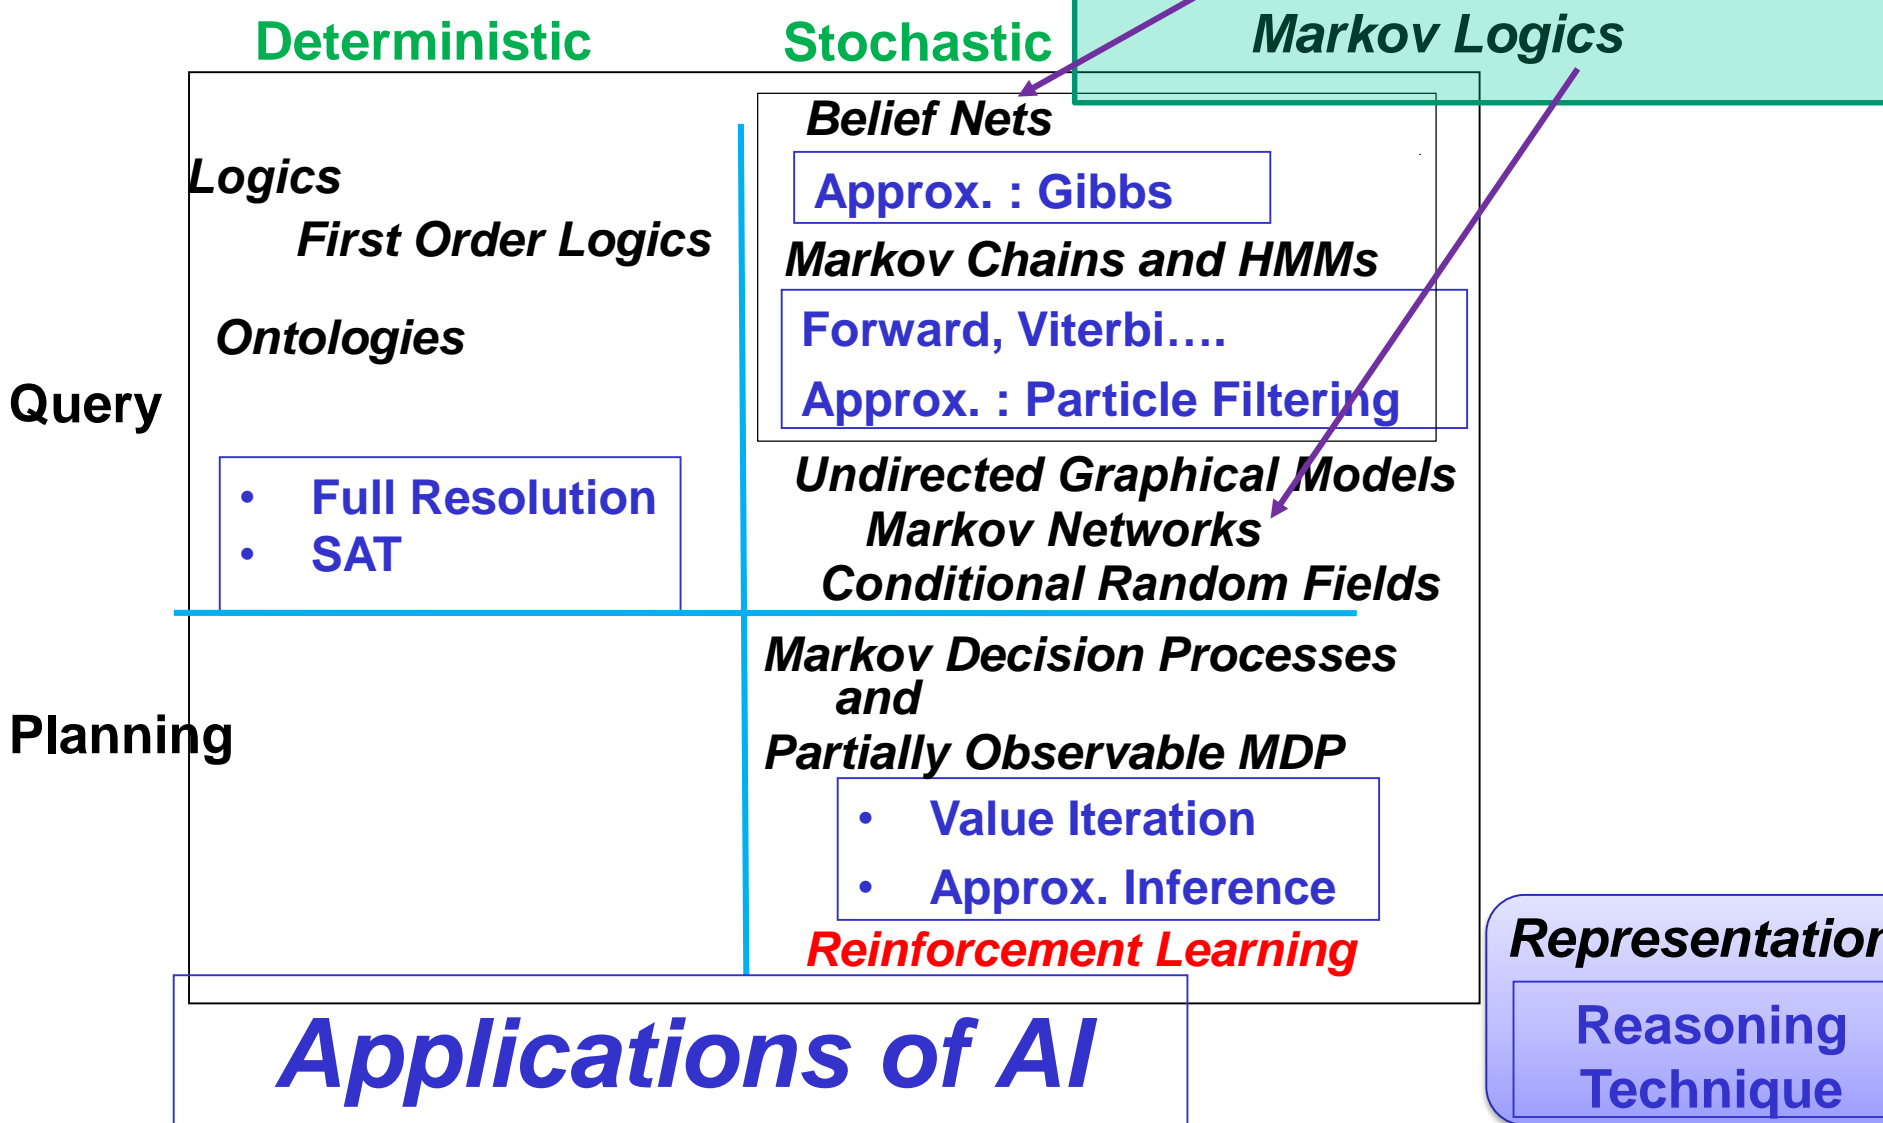 Deterministic
Stochastic
Markov Logics
Logics
First Order Logics
Ontologies
Query
• Full Resolution
• SAT
Belief Nets
Approx. : Gibbs
Markov Chains and HMMs
Forward, Viterbi….
Approx. : Particle Filtering
Undirected Graphical Models
Markov Networks
Conditional Random Fields
Planning
Markov Decision Processes
and
Partially Observable MDP
• Value Iteration
• Approx. Inference
Reinforcement Learning
Applications of AI
Representation
Reasoning
Technique